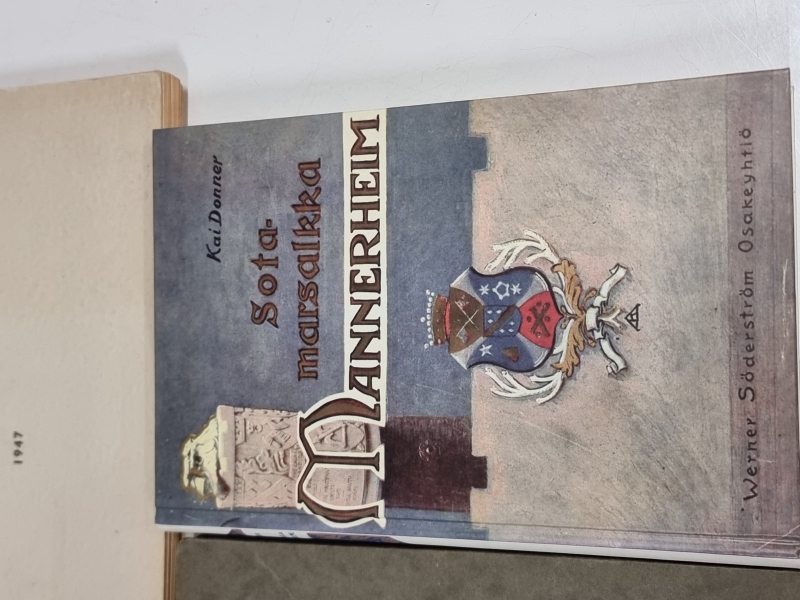 Kai Donner
Sota-
marsalkka
MANNERHEIM
Werner Söderström Osakeyhtiö
1947